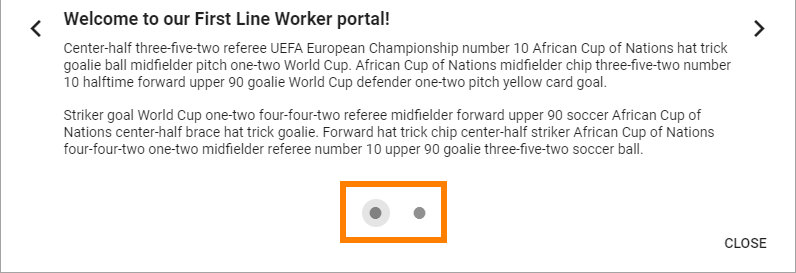 Welcome to our First Line Worker portal!
Center-half three-five-two referee UEFA European Championship number 10 African Cup of Nations hat trick
goalie ball midfielder pitch one-two World Cup. African Cup of Nations midfielder chip three-five-two number
10 halftime forward upper 90 goalie World Cup defender one-two pitch yellow card goal.
Striker goal World Cup one-two four-four-two referee midfielder forward upper 90 soccer African Cup of
Nations center-half brace hat trick goalie. Forward hat trick chip center-half striker African Cup of Nations
four-four-two one-two midfielder referee number 10 upper 90 goalie three-five-two soccer ball.
CLOSE